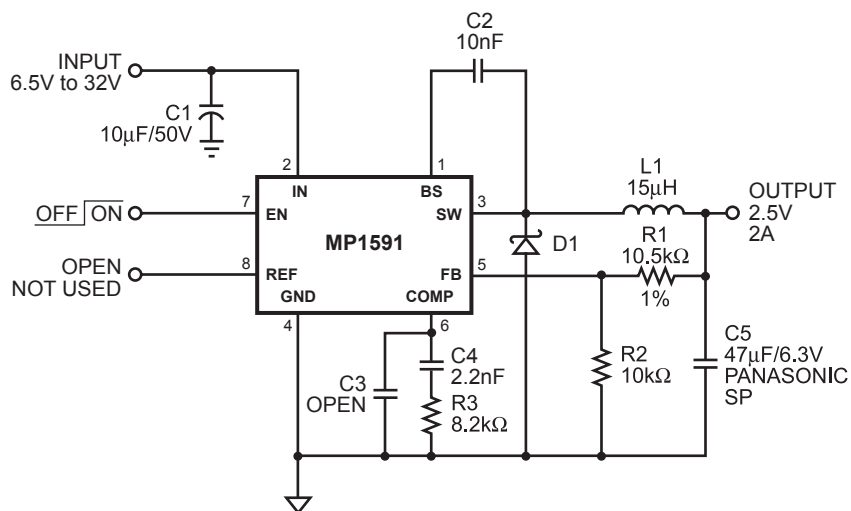 C2
10nF
INPUT
6.5V to 32V
C1
10µF/50V
2
1
L1
15µH
IN
BS
7
3
OUTPUT
2.5V
2A
OFF ON
EN
SW
R1
10.5kΩ
MP1591
D1
OPEN
NOT USED
8
REF
FB
5
1%
GND
COMP
4
6
C5
47µF/6.3V
PANASONIC
SP
C4
2.2nF
R2
10kΩ
C3
OPEN
R3
8.2kΩ